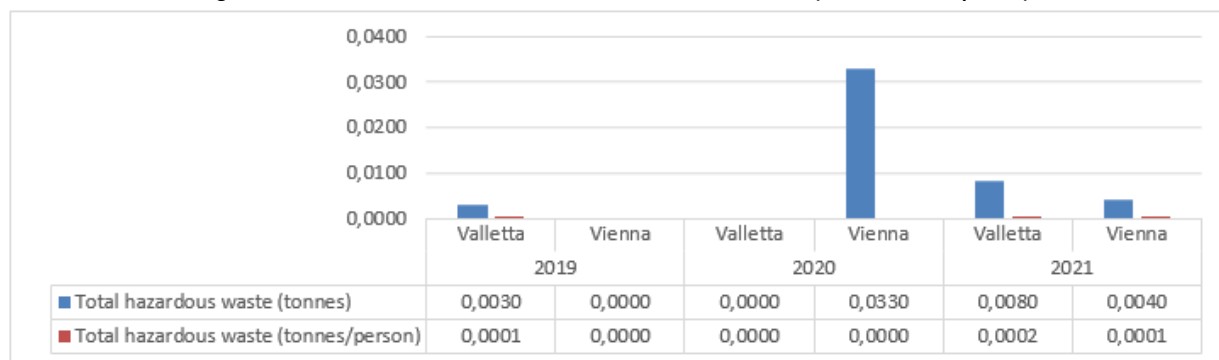 0,0400
0,0300
0,0200
0,0100
0,0000
Valletta Vienna Valletta Vienna Valletta Vienna
2019 2020 2021
Total hazardous waste (tonnes) 0,0030 0,0000 0,0000 0,0330 0,0080 0,0040
Total hazardous waste (tonnes/person) 0,0001 0,0000 0,0000 0,0000 0,0002 0,0001